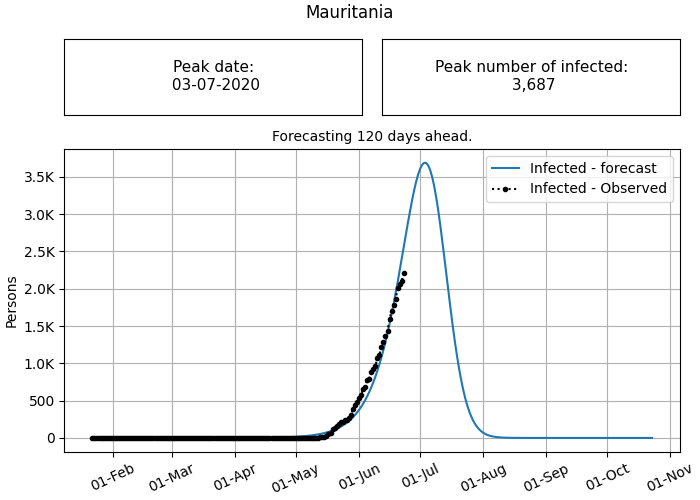 Mauritania
Peak date:
03-07-2020
Peak number of infected:
3,687
Forecasting 120 days ahead.
Infected - forecast
Infected - Observed
Persons
3.5K
3.0K
2.5K
2.0K
1.5K
1.0K
500
0
01-Feb
01-Mar
01-Apr
01-May
01-Jun
01-Jul
01-Aug
01-Sep
01-Oct
01-Nov